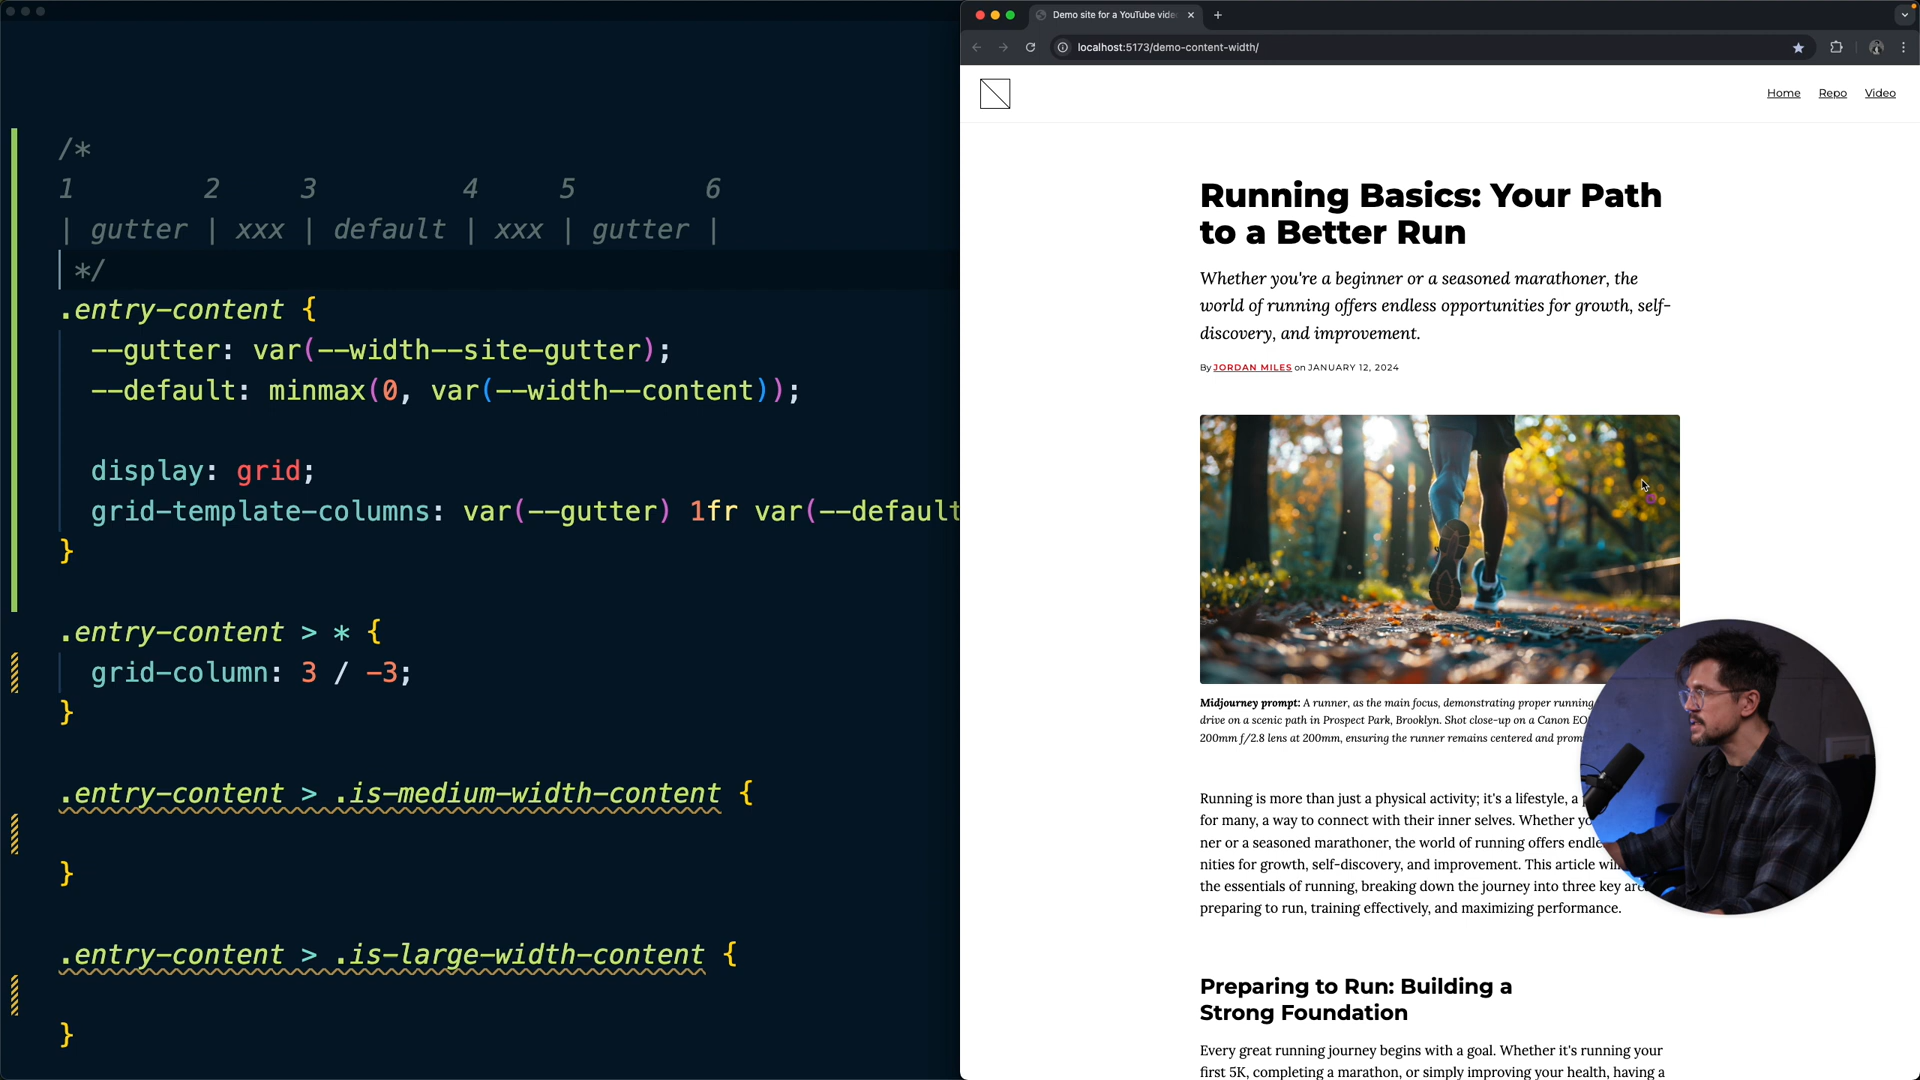 /*
1 2 3 4 5 6
| gutter | xxx | default | xxx | gutter |
*/
.entry-content {
--gutter: var(--width--site-gutter);
--default: minmax(0, var(--width--content));
display: grid;
grid-template-columns: var(--gutter) 1fr var(--default
}
.entry-content > * {
grid-column: 3 / -3;
}
.entry-content > .is-medium-width-content {
}
.entry-content > .is-large-width-content {
}
Demo site for a YouTube vide
localhost:5173/demo-content-width/
Home Repo Video
Running Basics: Your Path
to a Better Run
Whether you're a beginner or a seasoned marathoner, the
world of running offers endless opportunities for growth, self-
discovery, and improvement.
By JORDAN MILES on JANUARY 12, 2024
Midjourney prompt: A runner, as the main focus, demonstrating proper running
drive on a scenic path in Prospect Park, Brooklyn. Shot close-up on a Canon
200mm f/2.8 lens at 200mm, ensuring the runner remains centered and
Running is more than just a physical activity; it's a lifestyle, a
for many, a way to connect with their inner selves. Whether
ner or a seasoned marathoner, the world of running offers
nities for growth, self-discovery, and improvement. This article
the essentials of running, breaking down the journey into three key
preparing to run, training effectively, and maximizing performance.
Preparing to Run: Building a
Strong Foundation
Every great running journey begins with a goal. Whether it's running your
first 5K, completing a marathon, or simply improving your health, having a